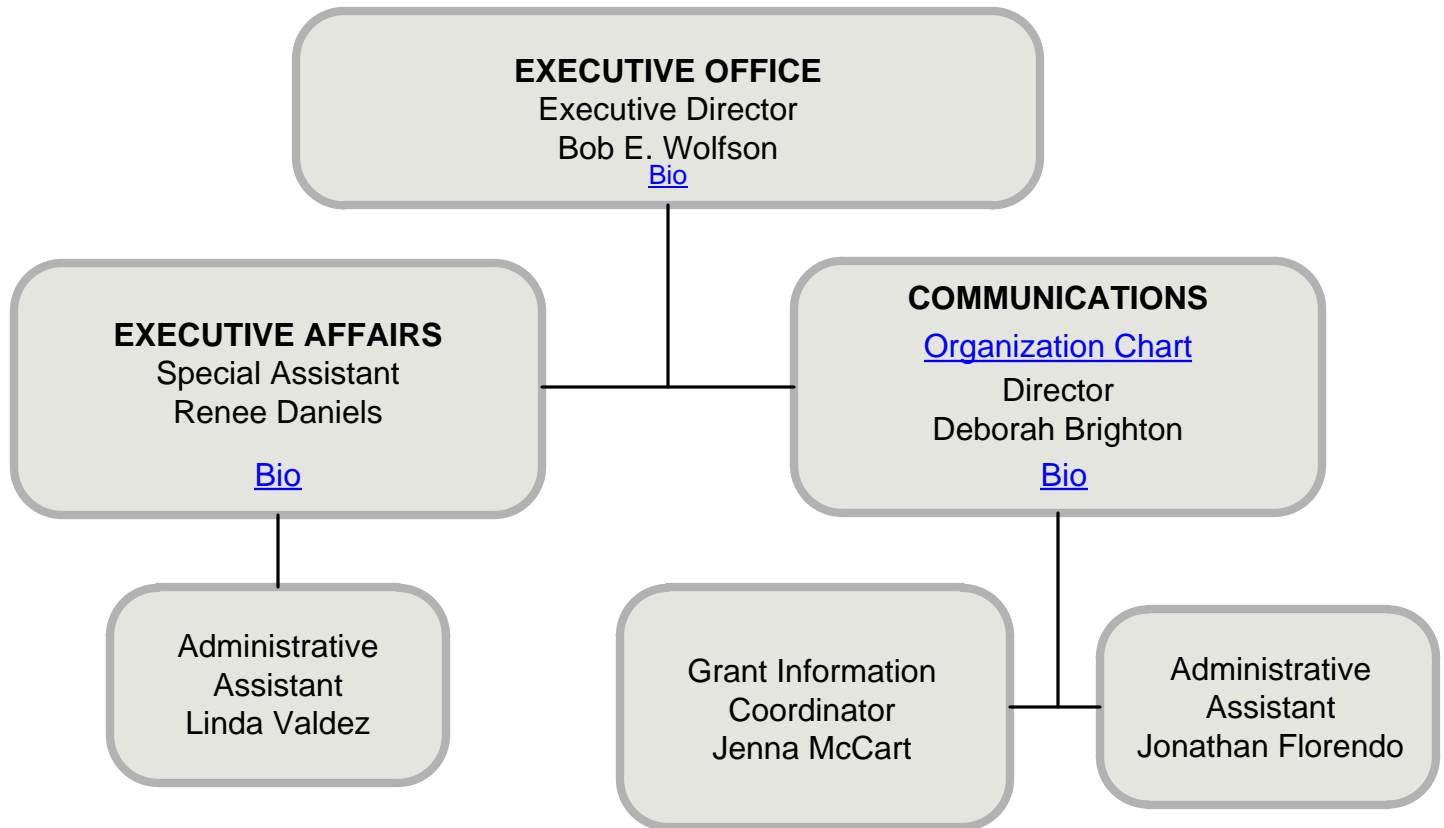 EXECUTIVE OFFICE
Executive Director
Bob E. Wolfson
Bio
EXECUTIVE AFFAIRS
Special Assistant
Renee Daniels
Bio
COMMUNICATIONS
Organization Chart
Director
Deborah Brighton
Bio
Administrative
Assistant
Linda Valdez
Grant Information
Coordinator
Jenna McCart
Administrative
Assistant
Jonathan Florendo